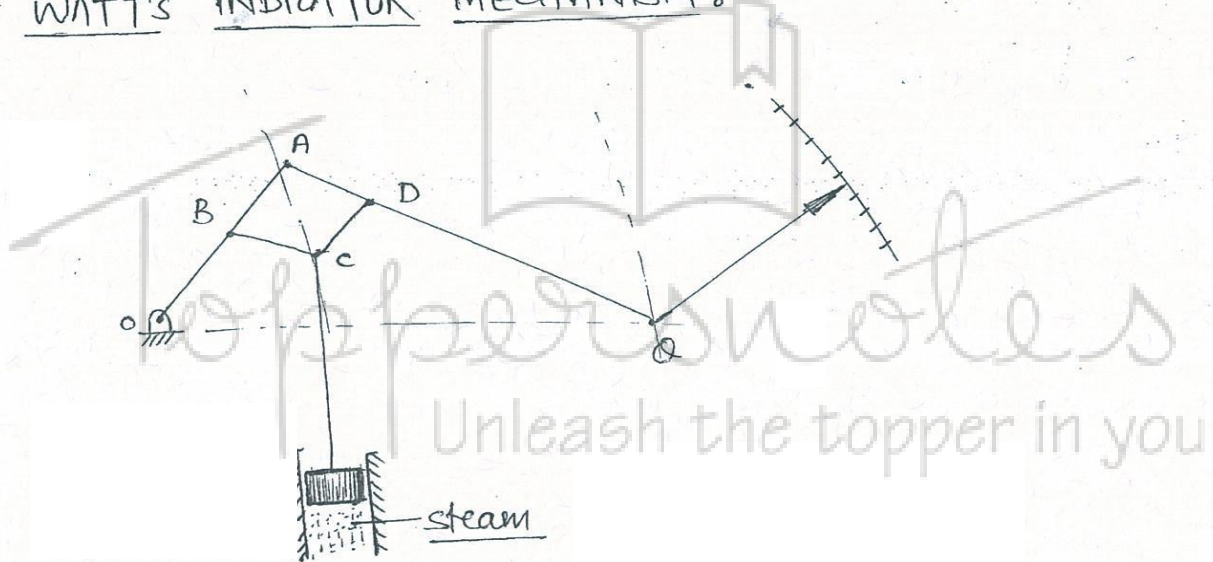 WATT'S INDICATOR MECHANISM:
A
B
D
C
O
Q
Toppersnotes
Unleash the topper in you
steam